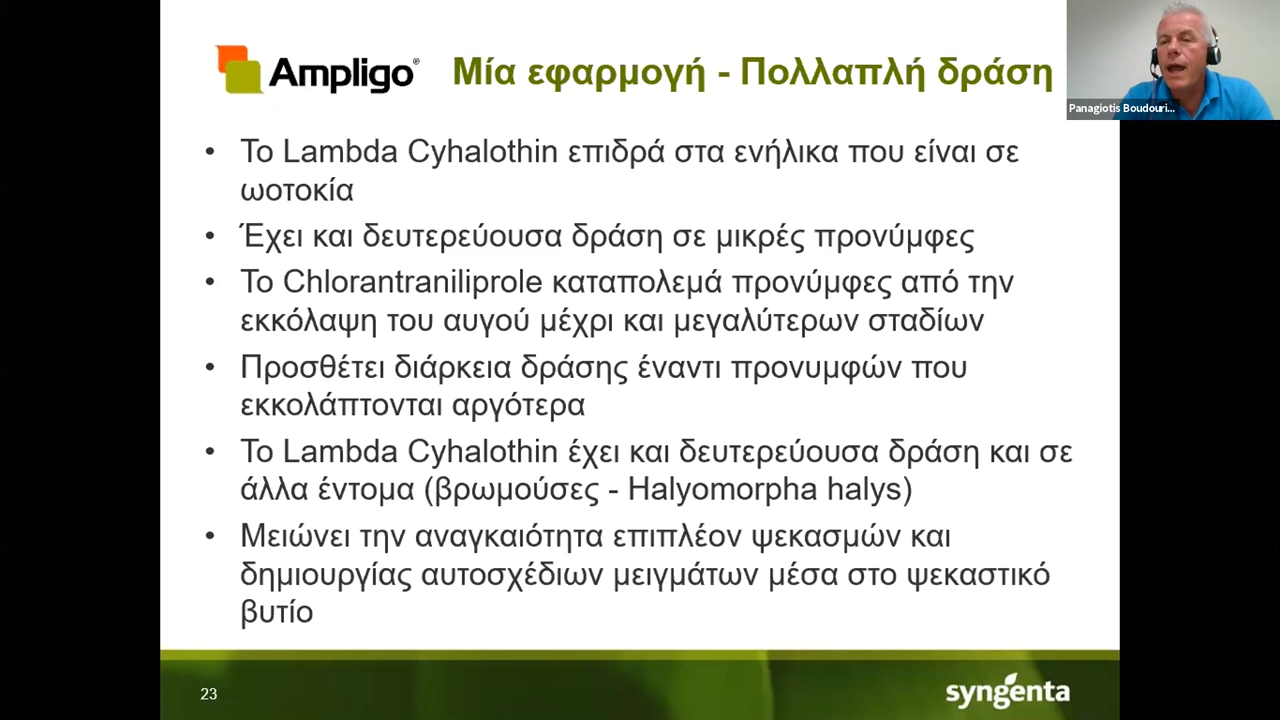 Ampligo®
Μία εφαρμογή - Πολλαπλή δράση
Panagiotis Boudouri...
• Το Lambda Cyhalothin επιδρά στα ενήλικα που είναι σε
ωοτοκία
• Έχει και δευτερεύουσα δράση σε μικρές προνύμφες
• Το Chlorantraniliprole καταπολεμά προνύμφες από την
εκκόλαψη του αυγού μέχρι και μεγαλύτερων σταδίων
• Προσθέτει διάρκεια δράσης έναντι προνυμφών που
εκκολάπτονται αργότερα
• Το Lambda Cyhalothin έχει και δευτερεύουσα δράση και σε
άλλα έντομα (βρωμούσες - Halyomorpha halys)
• Μειώνει την αναγκαιότητα επιπλέον ψεκασμών και
δημιουργίας αυτοσχέδιων μειγμάτων μέσα στο ψεκαστικό
βυτίο
23
syngenta